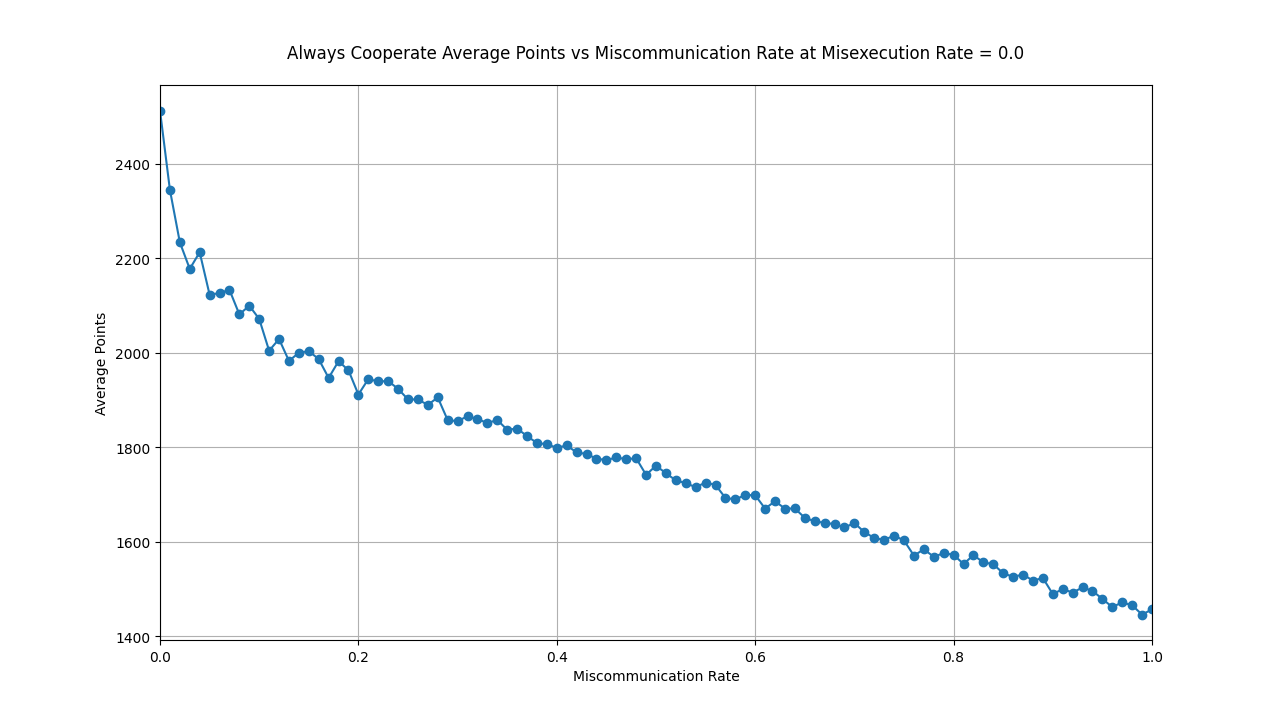 Always Cooperate Average Points vs Miscommunication Rate at Misexecution Rate = 0.0
2400
2200
2000
1800
1600
1400
Average Points
0.0 0.2 0.4 0.6 0.8 1.0
Miscommunication Rate